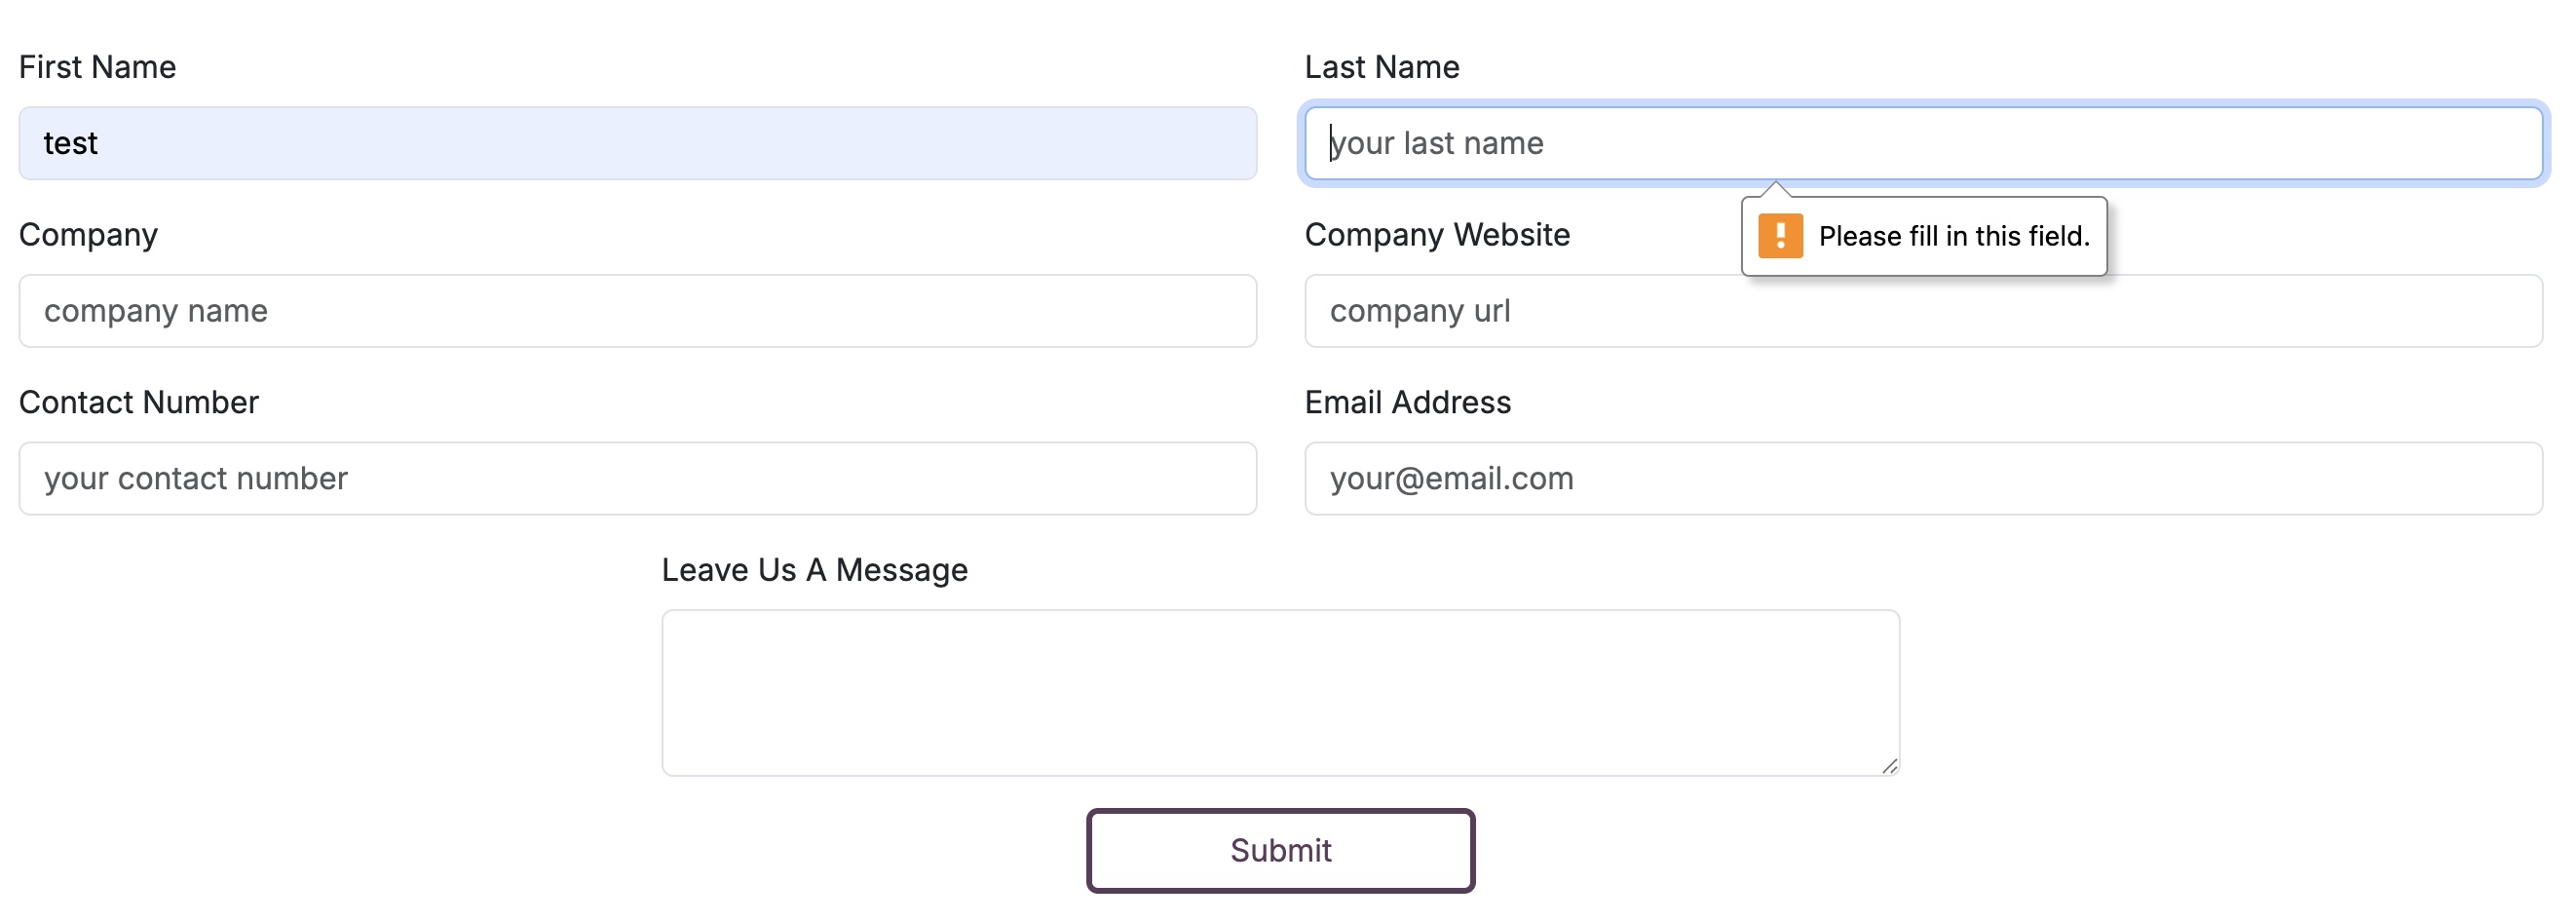 First Name
Last Name
test
your last name
Please fill in this field.
Company
Company Website
company name
company url
Contact Number
Email Address
your contact number
your@email.com
Leave Us A Message
Submit